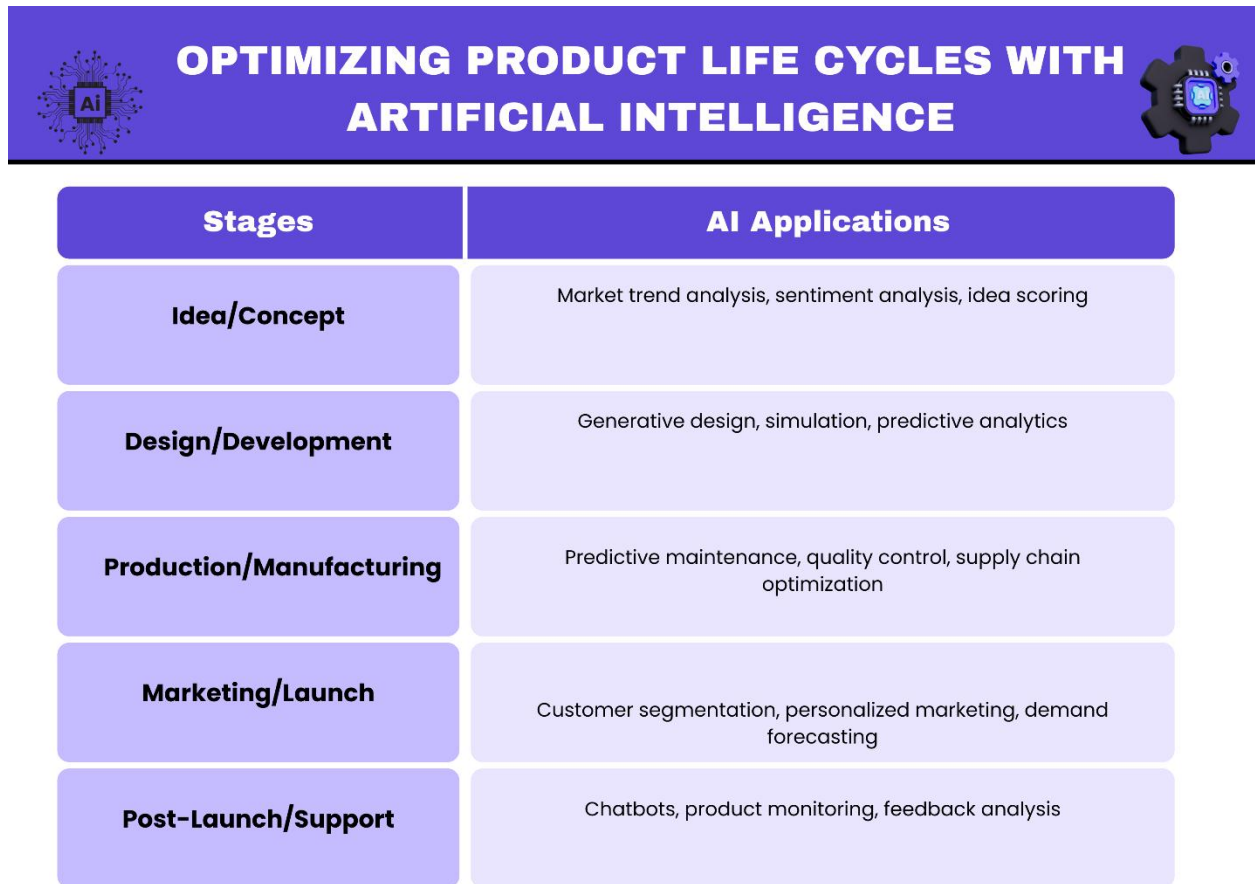 Ai
OPTIMIZING PRODUCT LIFE CYCLES WITH
ARTIFICIAL INTELLIGENCE
Stages
AI Applications
Idea/Concept
Market trend analysis, sentiment analysis, idea scoring
Design/Development
Generative design, simulation, predictive analytics
Production/Manufacturing
Predictive maintenance, quality control, supply chain
optimization
Marketing/Launch
Customer segmentation, personalized marketing, demand
forecasting
Post-Launch/Support
Chatbots, product monitoring, feedback analysis